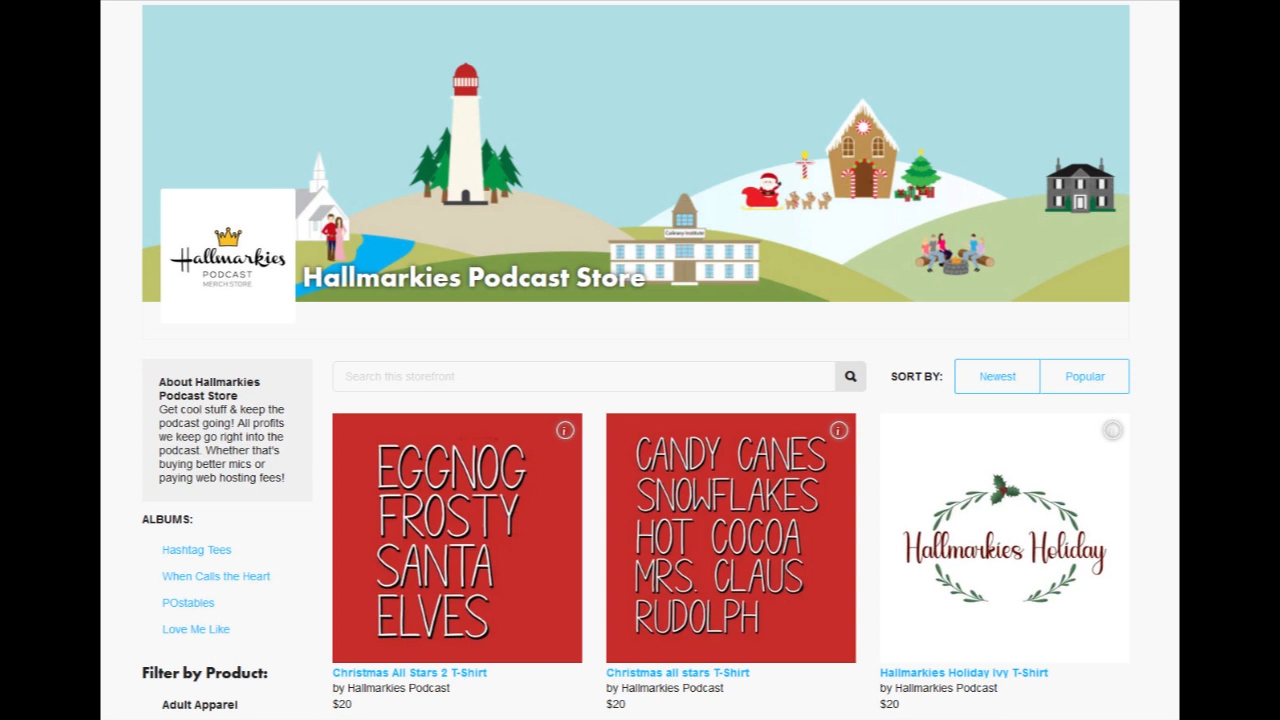 Culinary Institute
Hallmarkies
PODCAST
MERCH STORE
Hallmarkies Podcast Store
About Hallmarkies
Podcast Store
Get cool stuff & keep the
podcast going! All profits
we keep go right into the
podcast. Whether that's
buying better mics or
paying web hosting fees!
ALBUMS:
Hashtag Tees
When Calls the Heart
POstables
Love Me Like
Filter by Product:
Adult Apparel
Search this storefront
SORT BY:
Newest
Popular
EGGNOG
FROSTY
SANTA
ELVES
Christmas All Stars 2 T-Shirt
by Hallmarkies Podcast
$20
CANDY CANES
SNOWFLAKES
HOT COCOA
MRS. CLAUS
RUDOLPH
Christmas all stars T-Shirt
by Hallmarkies Podcast
$20
Hallmarkies Holiday
Hallmarkies Holiday Ivy T-Shirt
by Hallmarkies Podcast
$20